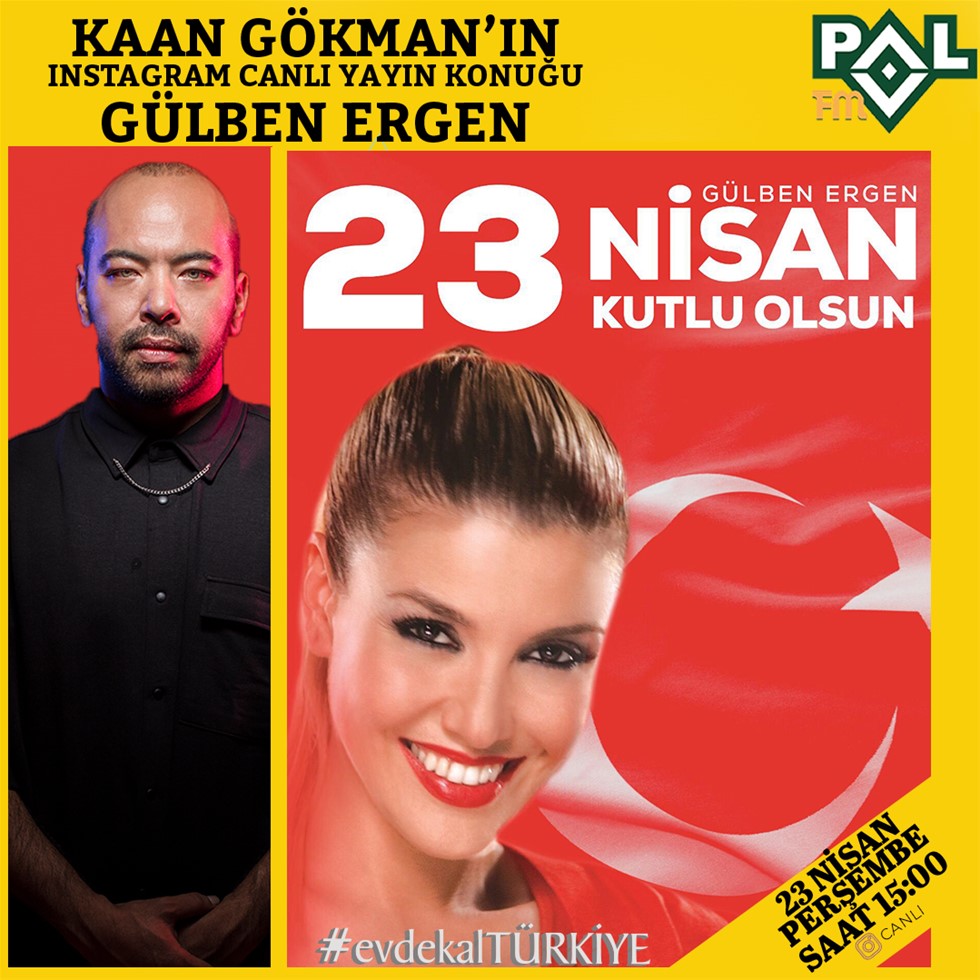 KAAN GÖKMAN’IN
INSTAGRAM CANLI YAYIN KONUĞU
GÜLBEN ERGEN
PAL
FM
GÜLBEN ERGEN
23 NİSAN
KUTLU OLSUN
#evdekalTÜRKİYE
23 NİSAN
PERŞEMBE
SAAT 15:00
CANLI